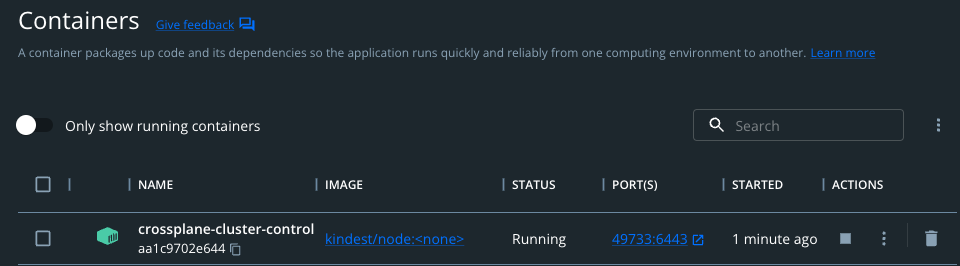 Containers Give feedback
A container packages up code and its dependencies so the application runs quickly and reliably from one computing environment to another. Learn more
Only show running containers Search
NAME IMAGE STATUS PORT(S) STARTED ACTIONS
crossplane-cluster-control
kindest/node:<none> Running 49733:6443 1 minute ago
aa1c9702e644